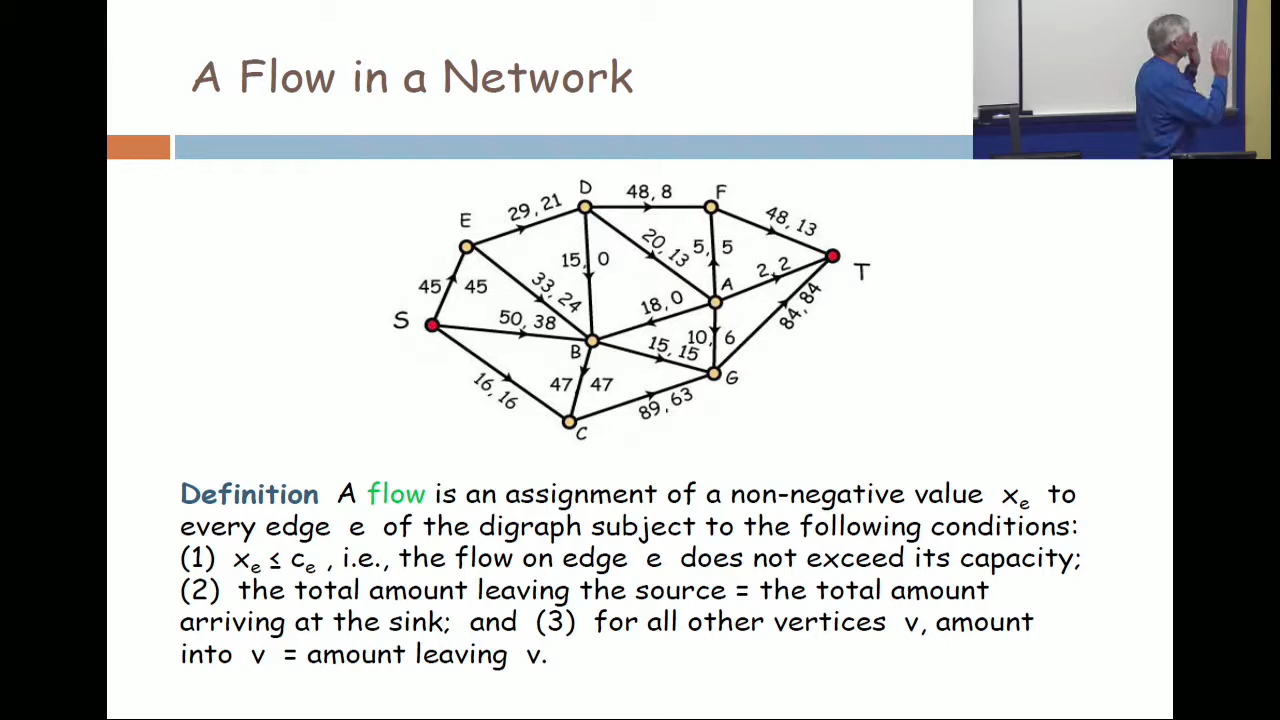 A Flow in a Network
D
48, 8
F
29, 21
48, 13
E
20, 13
5, 5
15, 0
2, 2
T
A
33, 24
45 45
18, 0
84, 84
S
50, 38
10, 6
B
15, 15
G
16, 16
47, 47
89, 63
C
Definition A flow is an assignment of a non-negative value xe to
every edge e of the digraph subject to the following conditions:
(1) xe ≤ ce , i.e., the flow on edge e does not exceed its capacity;
(2) the total amount leaving the source = the total amount
arriving at the sink; and (3) for all other vertices v, amount
into v = amount leaving v.